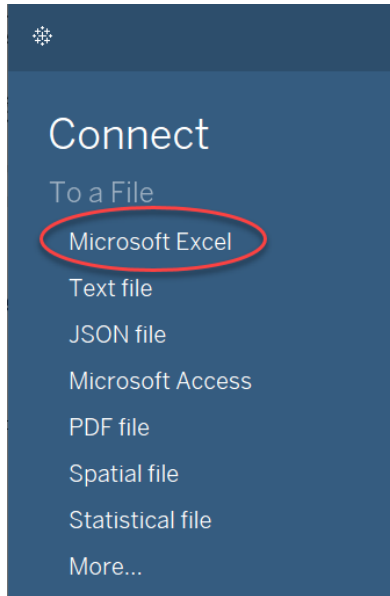 Connect
To a File
Microsoft Excel
Text file
JSON file
Microsoft Access
PDF file
Spatial file
Statistical file
More...